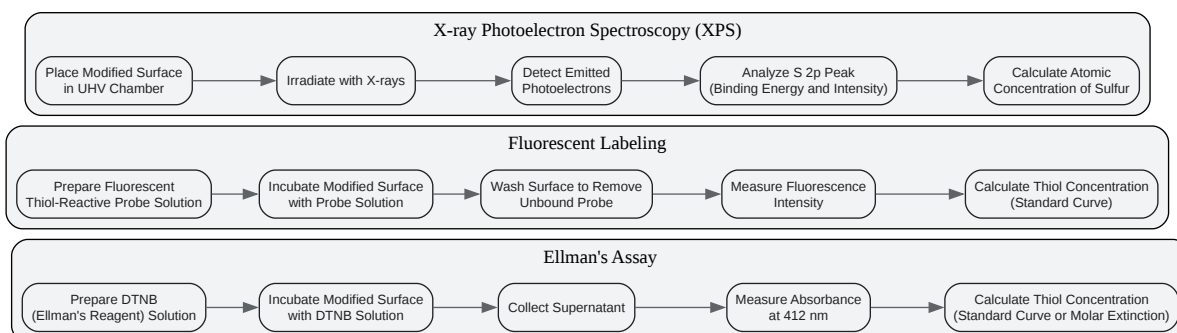 X-ray Photoelectron Spectroscopy (XPS)
Place Modified Surface
in UHV Chamber
Irradiate with X-rays
Detect Emitted
Photoelectrons
Analyze S 2p Peak
(Binding Energy and Intensity)
Calculate Atomic
Concentration of Sulfur
Fluorescent Labeling
Prepare Fluorescent
Thiol-Reactive Probe Solution
Incubate Modified Surface
with Probe Solution
Wash Surface to Remove
Unbound Probe
Measure Fluorescence
Intensity
Calculate Thiol Concentration
(Standard Curve)
Ellman's Assay
Prepare DTNB
(Ellman's Reagent) Solution
Incubate Modified Surface
with DTNB Solution
Collect Supernatant
Measure Absorbance
at 412 nm
Calculate Thiol Concentration
(Standard Curve or Molar Extinction)